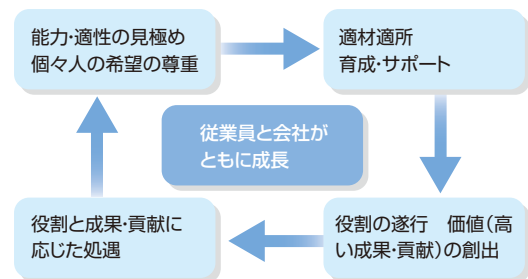 能力・適性の見極め
個々人の希望の尊重
適材適所
育成・サポート
従業員と会社が
ともに成長
役割と成果・貢献に
応じた処遇
役割の遂行　価値（高
い成果・貢献）の創出